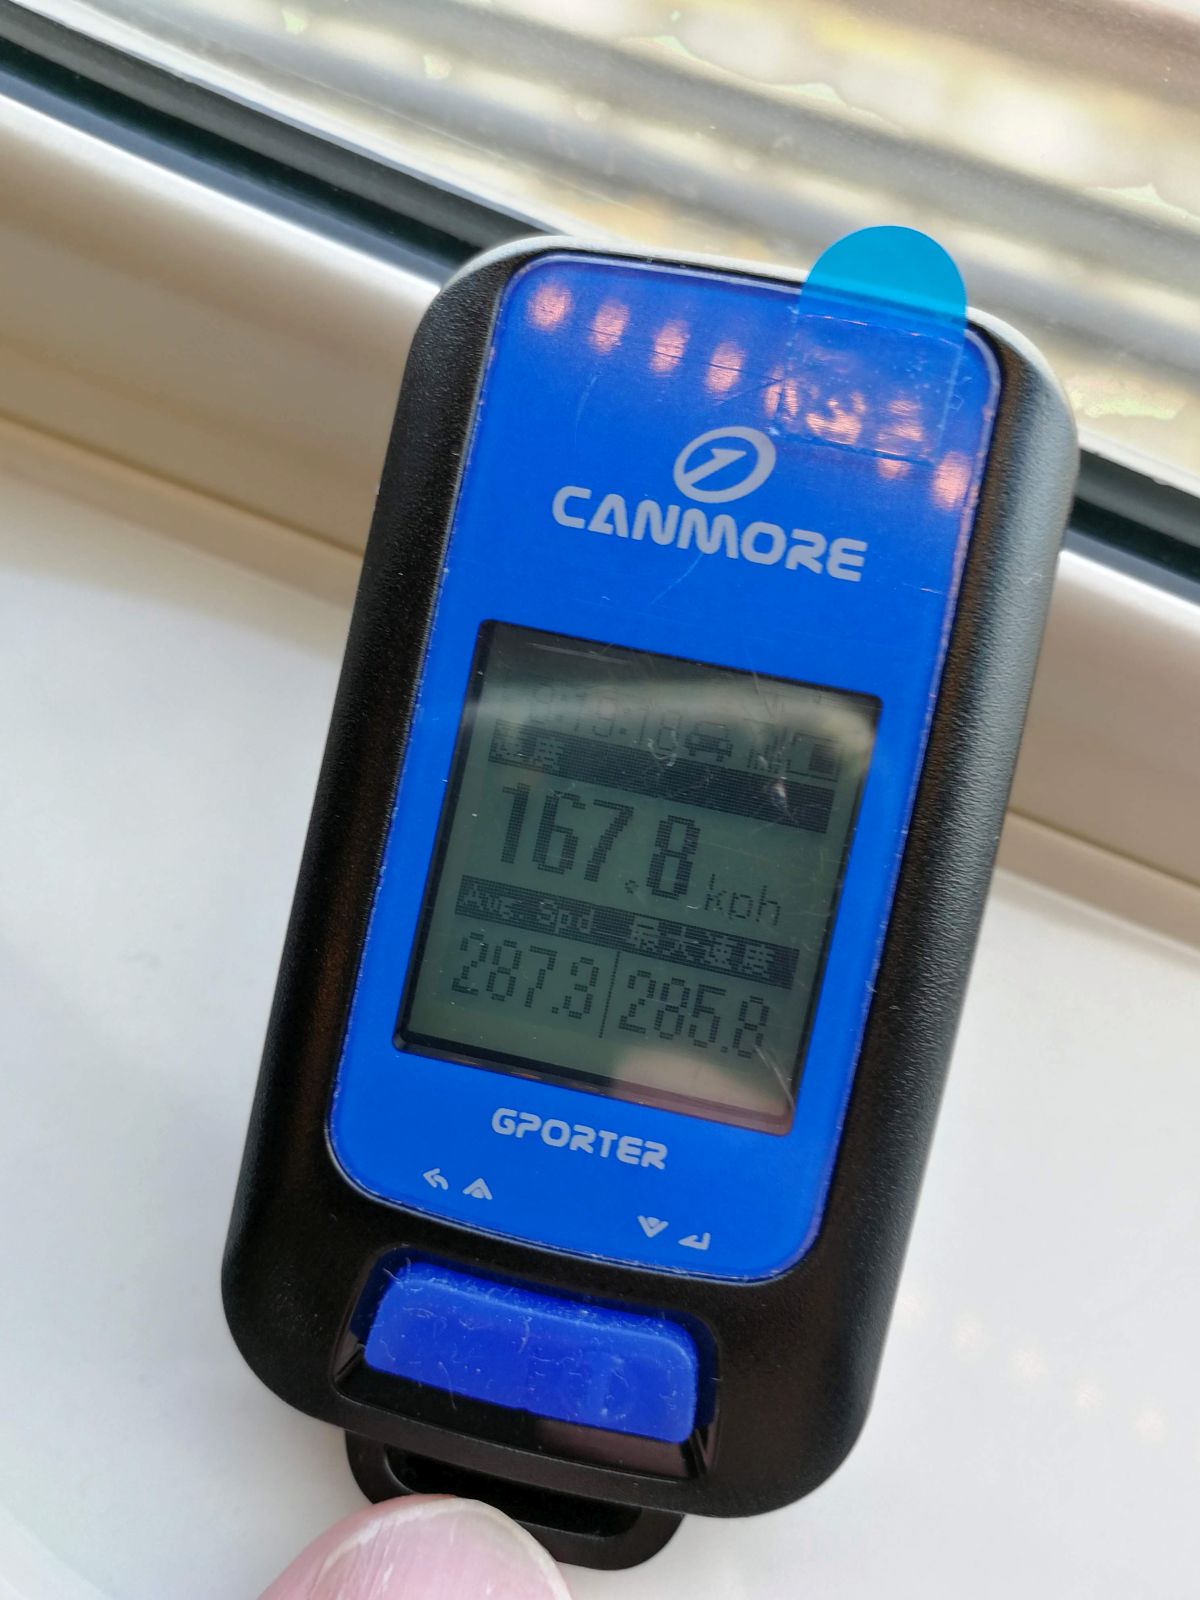 CANMORE
速度
167.8 kph
Avg. Spd 最大速度
287.3 285.8
GPORTER